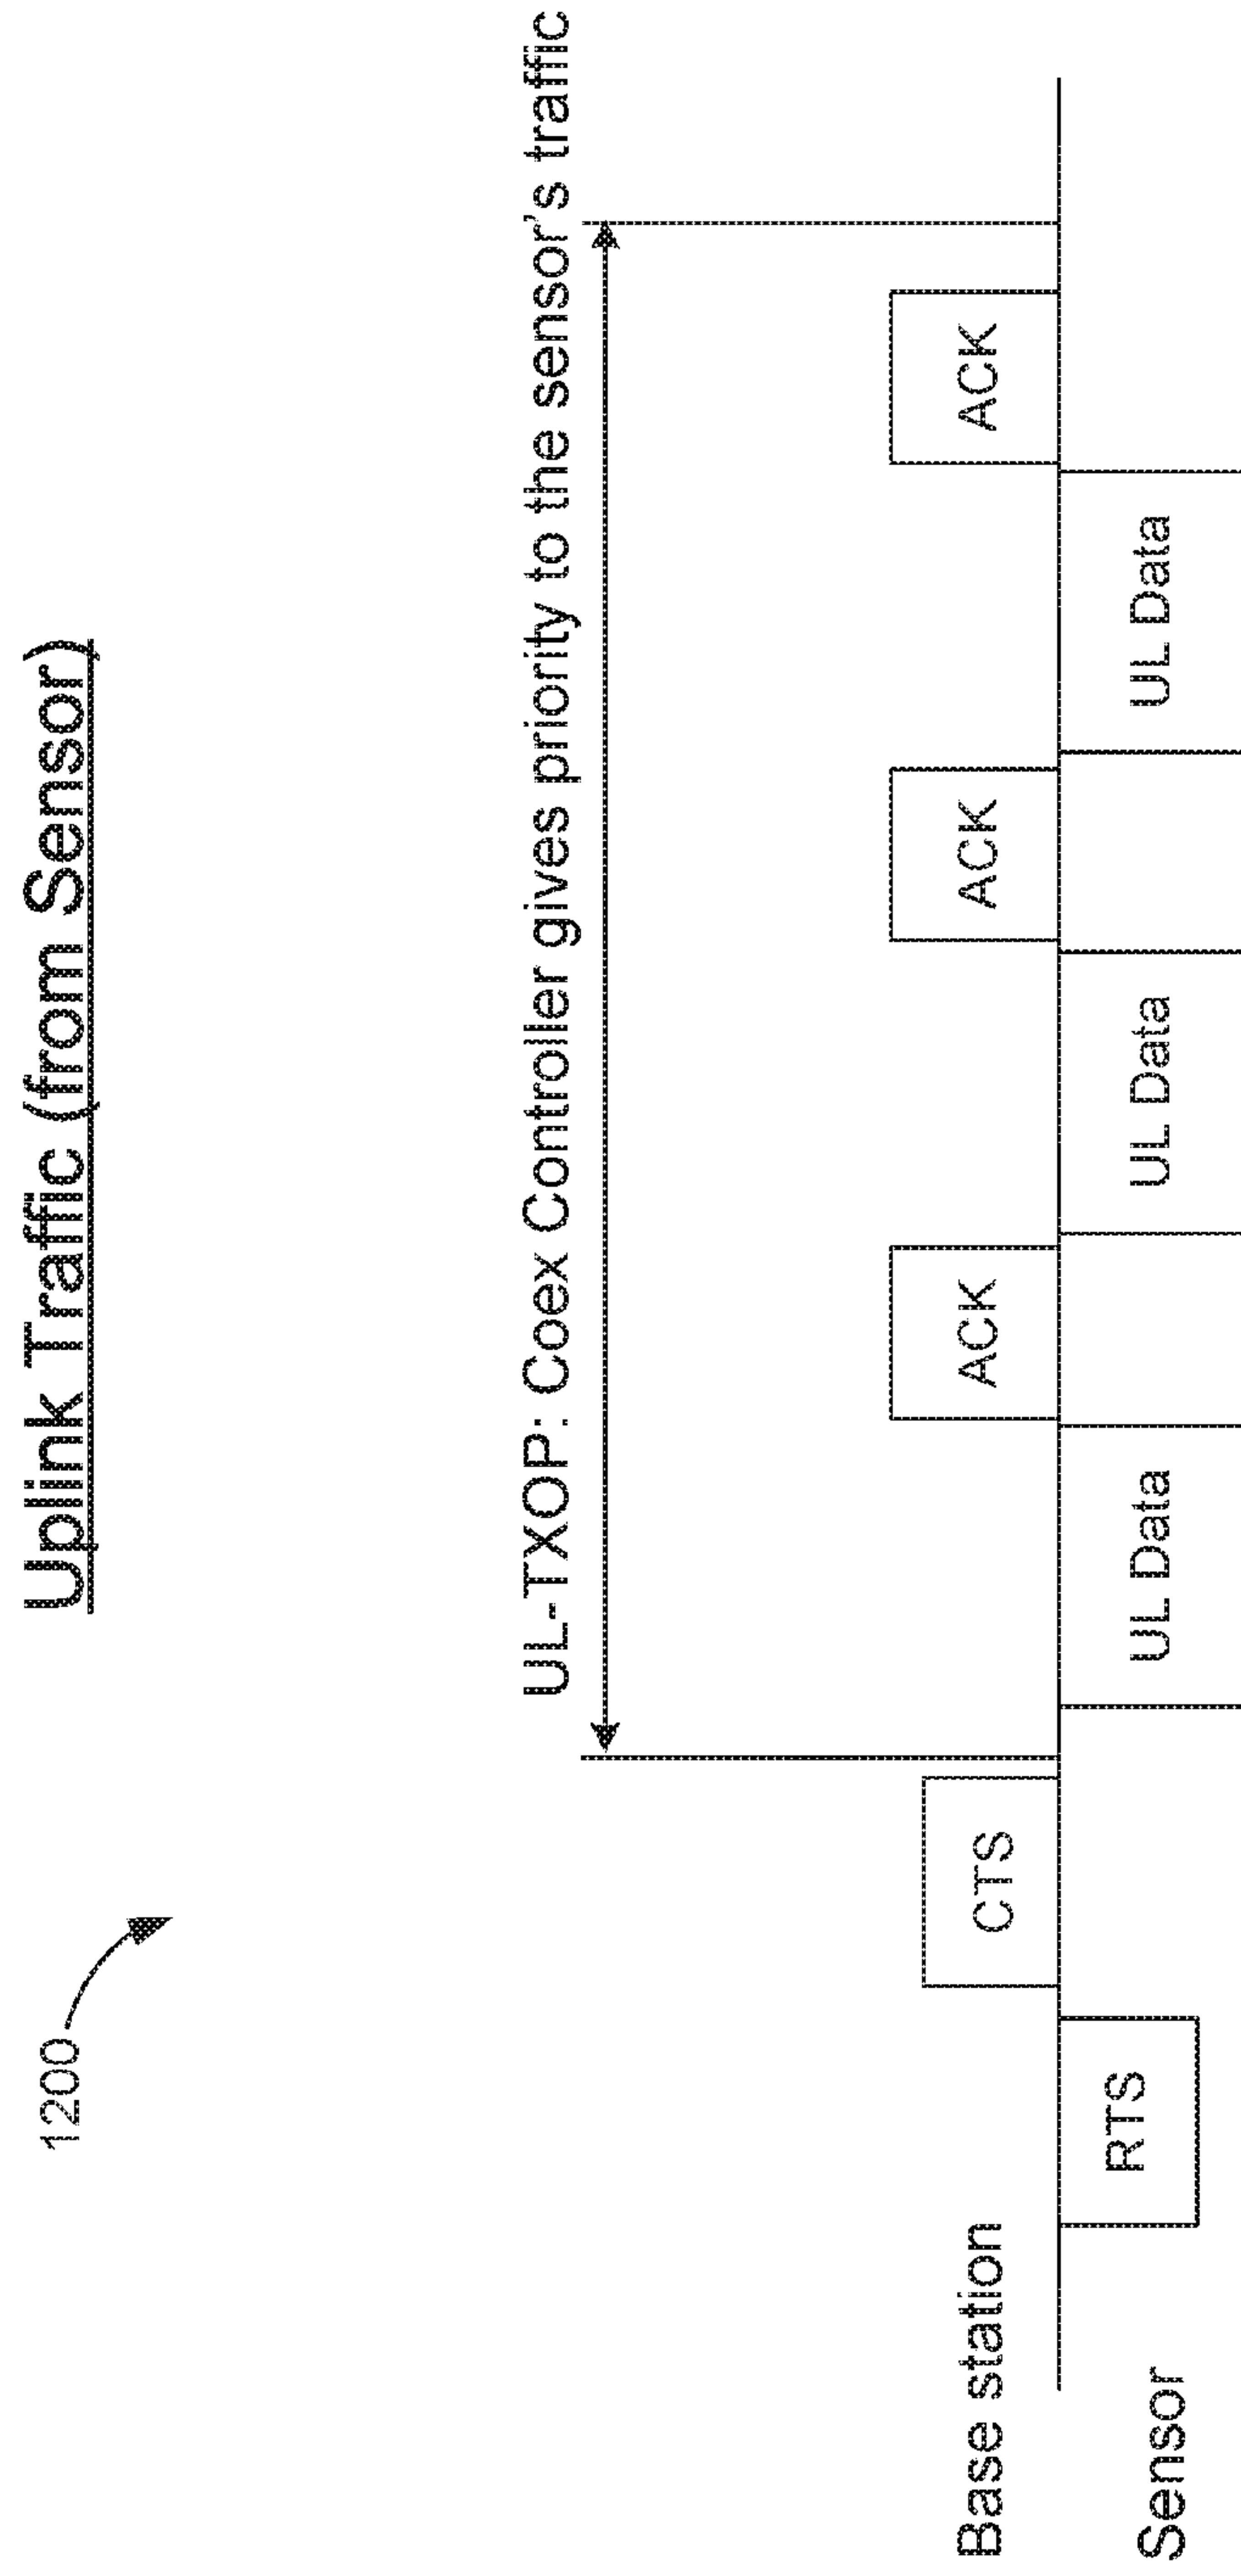 Uplink Traffic (from Sensor)
1200
UL-TXOP: Coex Controller gives priority to the sensor's traffic
Base station
CTS
ACK
ACK
ACK
Sensor
RTS
UL Data
UL Data
UL Data